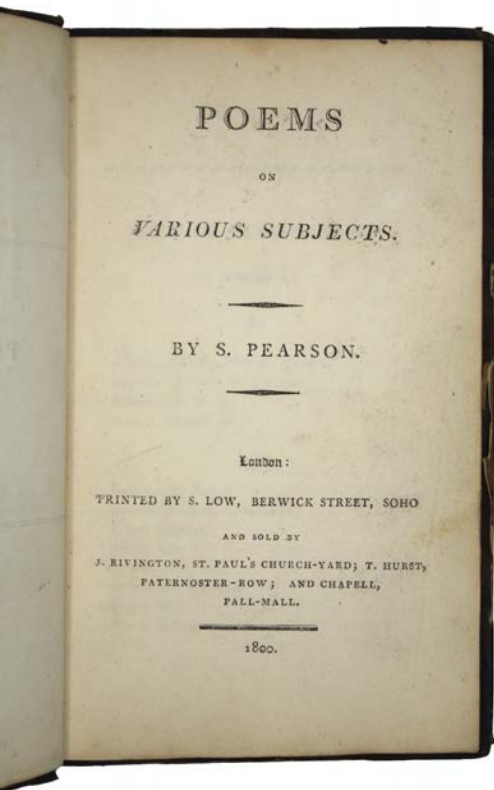 POEMS
ON
VARIOUS SUBJECTS.
BY S. PEARSON.
London:
PRINTED BY S. LOW, BERWICK STREET, SOHO
AND SOLD BY
J. RIVINGTON, ST. PAUL'S CHURCH-YARD; T. HURST,
PATERNOSTER-ROW; AND CHAPELL,
PALL-MALL.
1800.